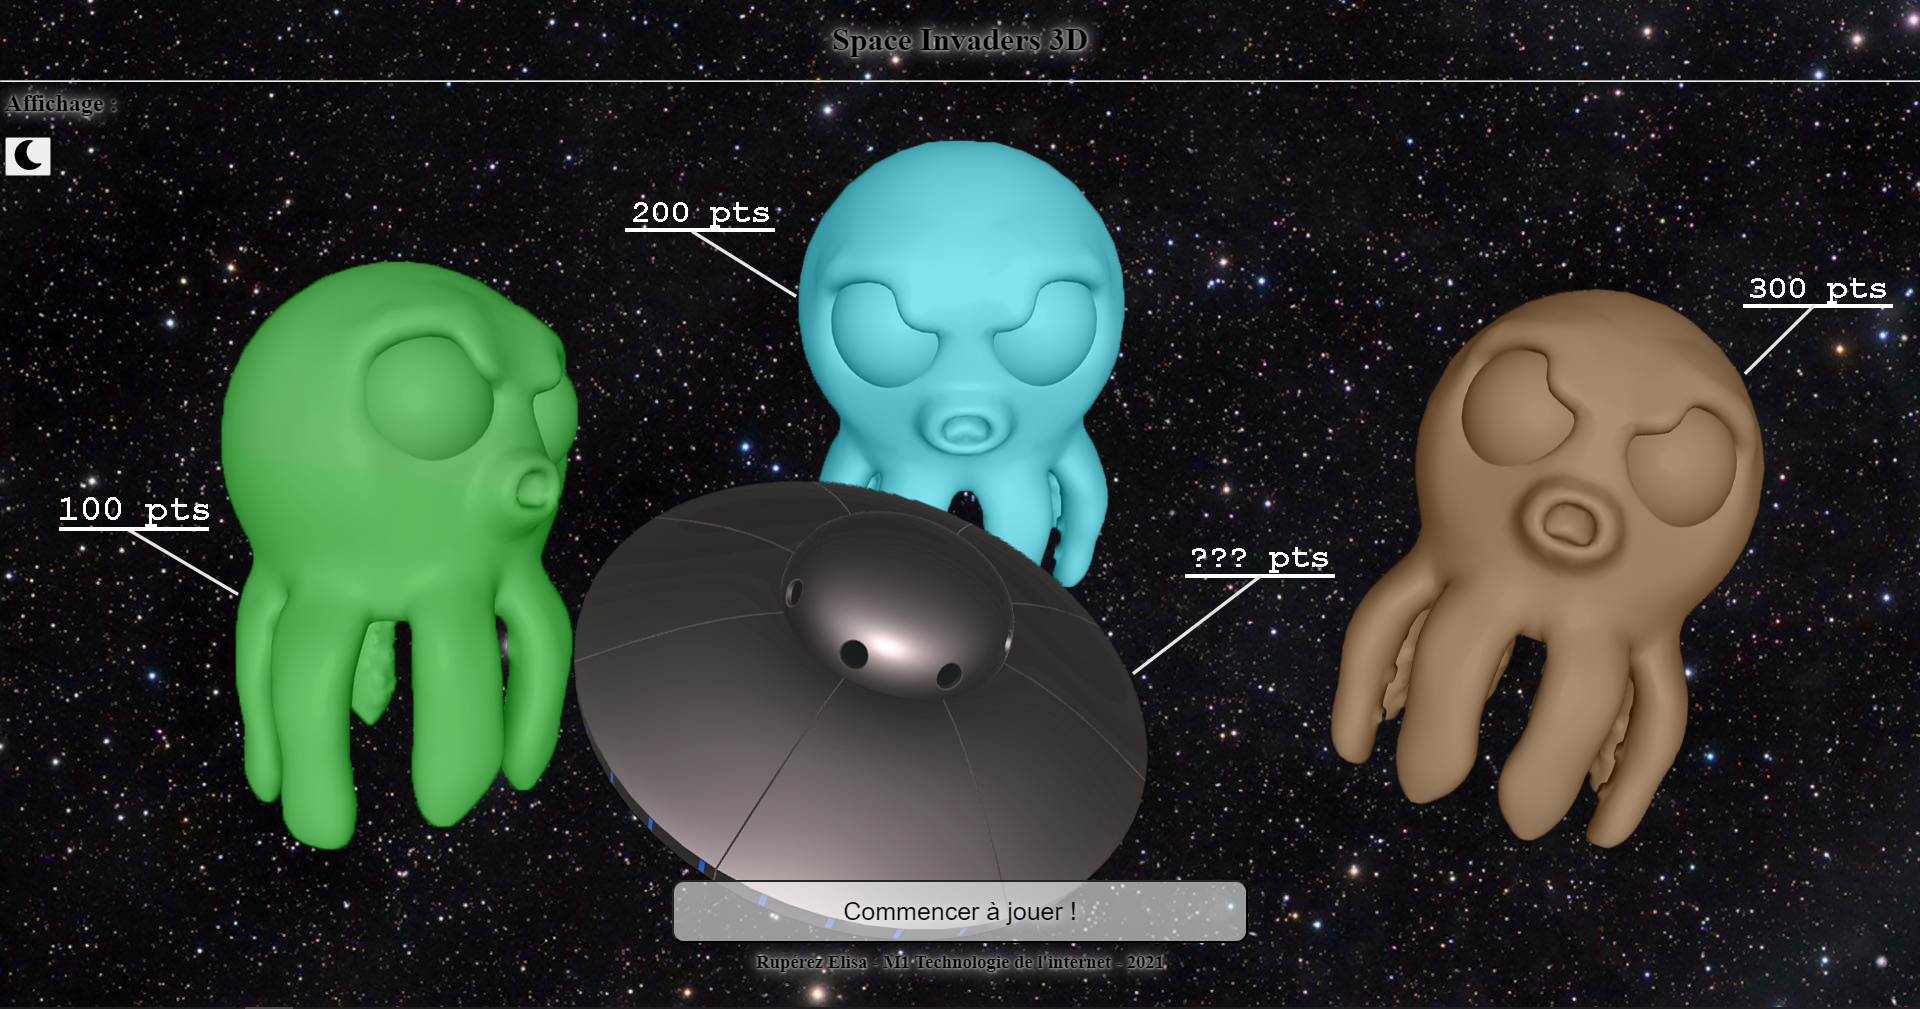 Space Invaders 3D
Affichage :
200 pts
300 pts
100 pts
??? pts
Commencer à jouer !
Rupérez Elisa - M1 Technologie de l'internet - 2021